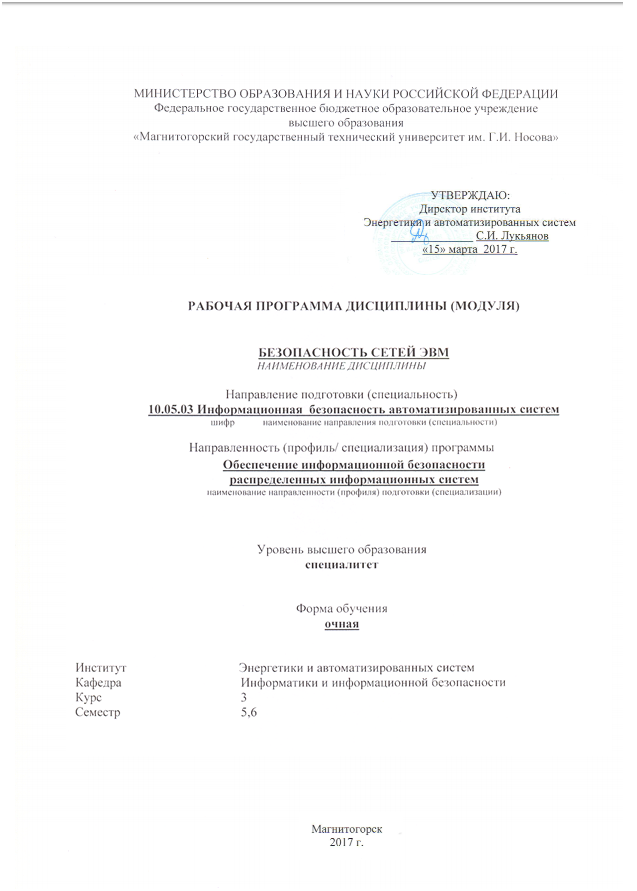 МИНИСТЕРСТВО ОБРАЗОВАНИЯ И НАУКИ РОССИЙСКОЙ ФЕДЕРАЦИИ
Федеральное государственное бюджетное образовательное учреждение
высшего образования
«Магнитогорский государственный технический университет им. Г.И. Носова»
УТВЕРЖДАЮ:
Директор института
Энергетики и автоматизированных систем
С.И. Лукьянов
«15» марта 2017 г.
РАБОЧАЯ ПРОГРАММА ДИСЦИПЛИНЫ (МОДУЛЯ)
БЕЗОПАСНОСТЬ СЕТЕЙ ЭВМ
НАИМЕНОВАНИЕ ДИСЦИПЛИНЫ
Направление подготовки (специальность)
10.05.03 Информационная безопасность автоматизированных систем
шифр наименование направления подготовки (специальности)
Направленность (профиль/ специализация) программы
Обеспечение информационной безопасности
распределенных информационных систем
наименование направленности (профиля) подготовки (специализации)
Уровень высшего образования
специалитет
Форма обучения
очная
Институт Энергетики и автоматизированных систем
Кафедра Информатики и информационной безопасности
Курс 3
Семестр 5,6
Магнитогорск
2017 г.